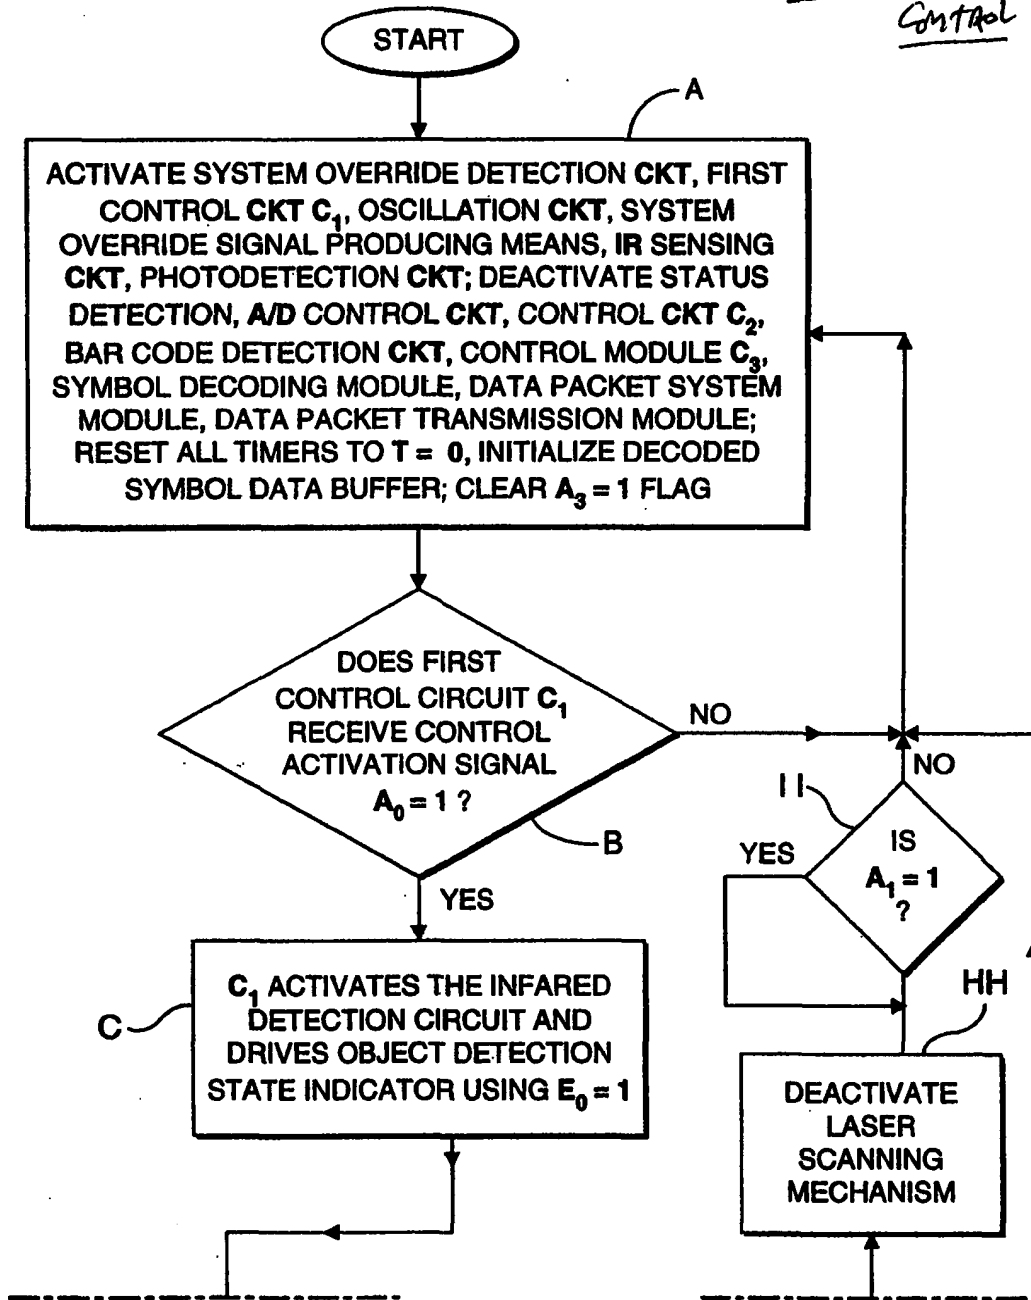 CONTROL
START
A
ACTIVATE SYSTEM OVERRIDE DETECTION CKT, FIRST
CONTROL CKT C₁, OSCILLATION CKT, SYSTEM
OVERRIDE SIGNAL PRODUCING MEANS, IR SENSING
CKT, PHOTODETECTION CKT; DEACTIVATE STATUS
DETECTION, A/D CONTROL CKT, CONTROL CKT C₂,
BAR CODE DETECTION CKT, CONTROL MODULE C₃,
SYMBOL DECODING MODULE, DATA PACKET SYSTEM
MODULE, DATA PACKET TRANSMISSION MODULE;
RESET ALL TIMERS TO T = 0, INITIALIZE DECODED
SYMBOL DATA BUFFER; CLEAR A₃ = 1 FLAG
DOES FIRST
CONTROL CIRCUIT C₁
RECEIVE CONTROL
ACTIVATION SIGNAL
A₀ = 1 ?
NO
B
YES
NO
II
IS
A₁ = 1
?
YES
C
C₁ ACTIVATES THE INFARED
DETECTION CIRCUIT AND
DRIVES OBJECT DETECTION
STATE INDICATOR USING E₀ = 1
HH
DEACTIVATE
LASER
SCANNING
MECHANISM